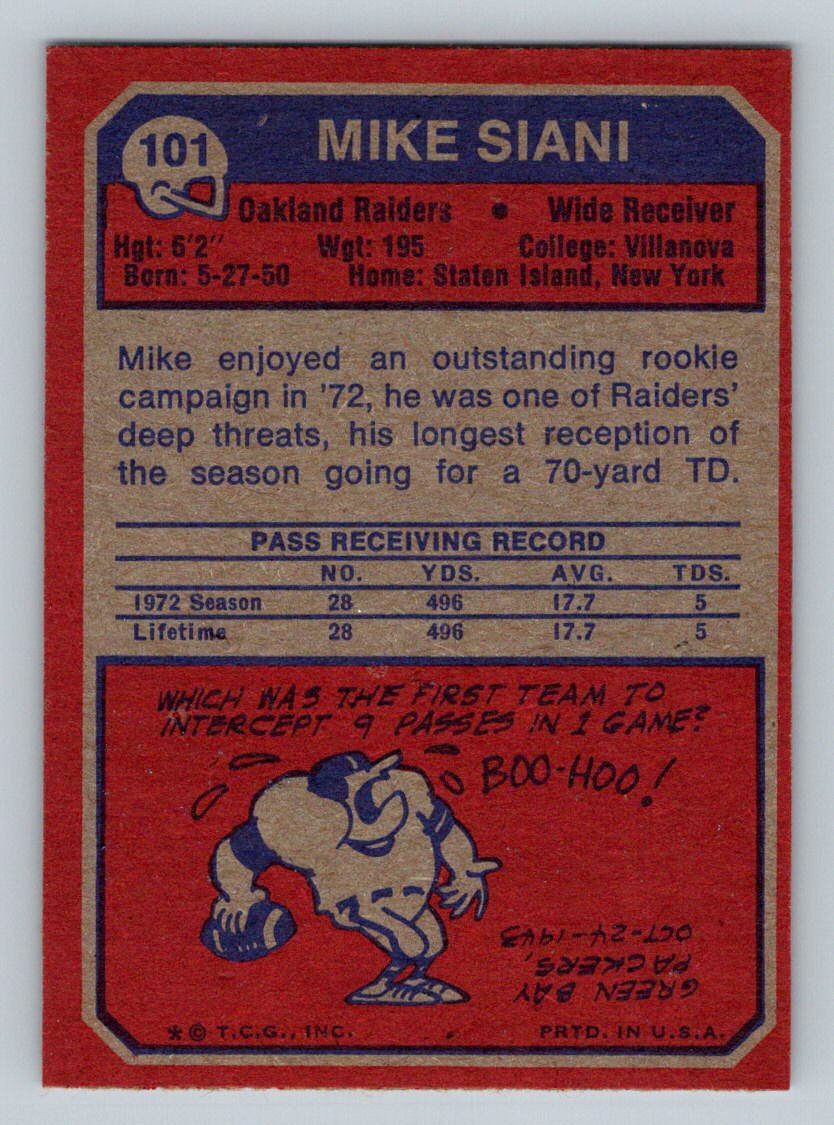 101
MIKE SIANI
Oakland Raiders • Wide Receiver
Hgt: 6'2" Wgt: 195 College: Villanova
Born: 5-27-50 Home: Staten Island, New York
Mike enjoyed an outstanding rookie
campaign in '72, he was one of Raiders'
deep threats, his longest reception of
the season going for a 70-yard TD.
PASS RECEIVING RECORD
NO. YDS. AVG. TDS.
1972 Season 28 496 17.7 5
Lifetime 28 496 17.7 5
WHICH WAS THE FIRST TEAM TO
INTERCEPT 9 PASSES IN 1 GAME?
BOO-HOO!
GREEN BAY
PACKERS,
OCT-24-1943
* © T.C.G., INC. PRTD. IN U.S.A.